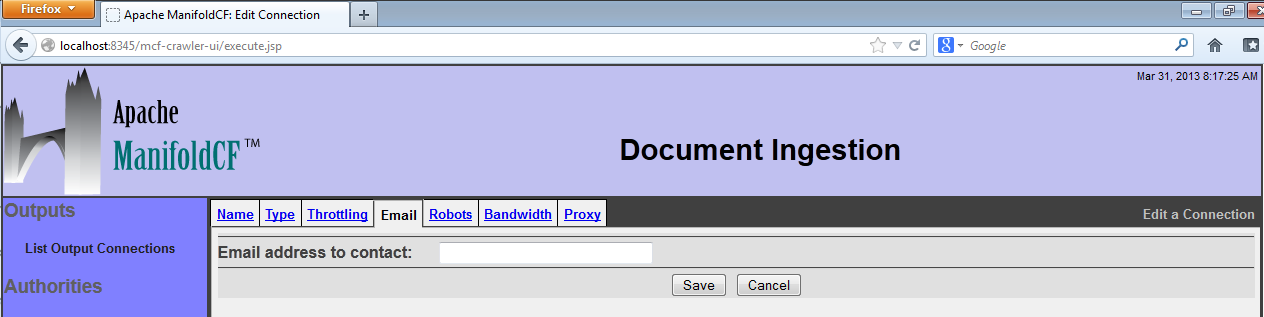 Firefox
Apache ManifoldCF: Edit Connection
localhost:8345/mcf-crawler-ui/execute.jsp
Google
Mar 31, 2013 8:17:25 AM
Apache
ManifoldCF™
Document Ingestion
Outputs
Name Type Throttling Email Robots Bandwidth Proxy
Edit a Connection
List Output Connections
Email address to contact:
Authorities
Save Cancel